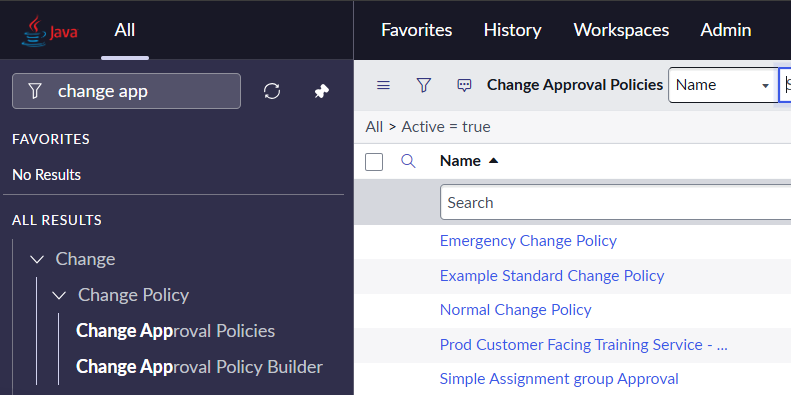 Java
All
change app
FAVORITES
No Results
ALL RESULTS
Change
Change Policy
Change Approval Policies
Change Approval Policy Builder
Favorites History Workspaces Admin
Change Approval Policies Name
All > Active = true
Name
Search
Emergency Change Policy
Example Standard Change Policy
Normal Change Policy
Prod Customer Facing Training Service - ...
Simple Assignment group Approval